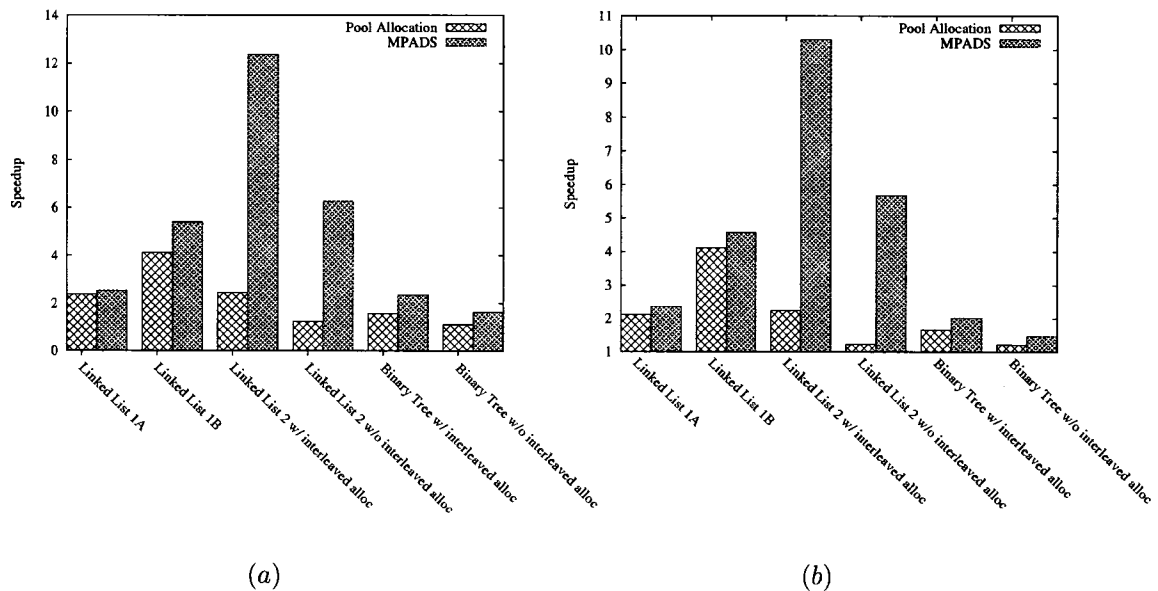 14
12
10
8
6
4
2
0
Speedup
Pool Allocation
MPADS
Linked List 1A
Linked List 1B
Linked List 2 w/ interleaved alloc
Linked List 2 w/o interleaved alloc
Binary Tree w/ interleaved alloc
Binary Tree w/o interleaved alloc
(a)
11
10
9
8
7
6
5
4
3
2
1
Speedup
Pool Allocation
MPADS
Linked List 1A
Linked List 1B
Linked List 2 w/ interleaved alloc
Linked List 2 w/o interleaved alloc
Binary Tree w/ interleaved alloc
Binary Tree w/o interleaved alloc
(b)